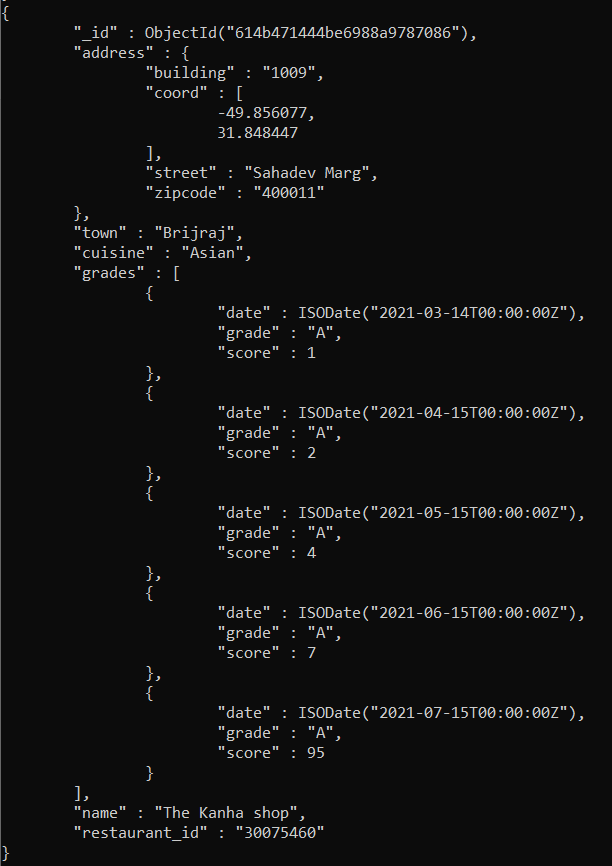 {
"_id" : ObjectId("614b471444be6988a9787086"),
"address" : {
"building" : "1009",
"coord" : [
-49.856077,
31.848447
],
"street" : "Sahadev Marg",
"zipcode" : "400011"
},
"town" : "Brijraj",
"cuisine" : "Asian",
"grades" : [
{
"date" : ISODate("2021-03-14T00:00:00Z"),
"grade" : "A",
"score" : 1
},
{
"date" : ISODate("2021-04-15T00:00:00Z"),
"grade" : "A",
"score" : 2
},
{
"date" : ISODate("2021-05-15T00:00:00Z"),
"grade" : "A",
"score" : 4
},
{
"date" : ISODate("2021-06-15T00:00:00Z"),
"grade" : "A",
"score" : 7
},
{
"date" : ISODate("2021-07-15T00:00:00Z"),
"grade" : "A",
"score" : 95
}
],
"name" : "The Kanha shop",
"restaurant_id" : "30075460"
}